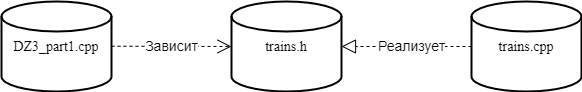 DZ3_part1.cpp
Зависит
trains.h
Реализует
trains.cpp